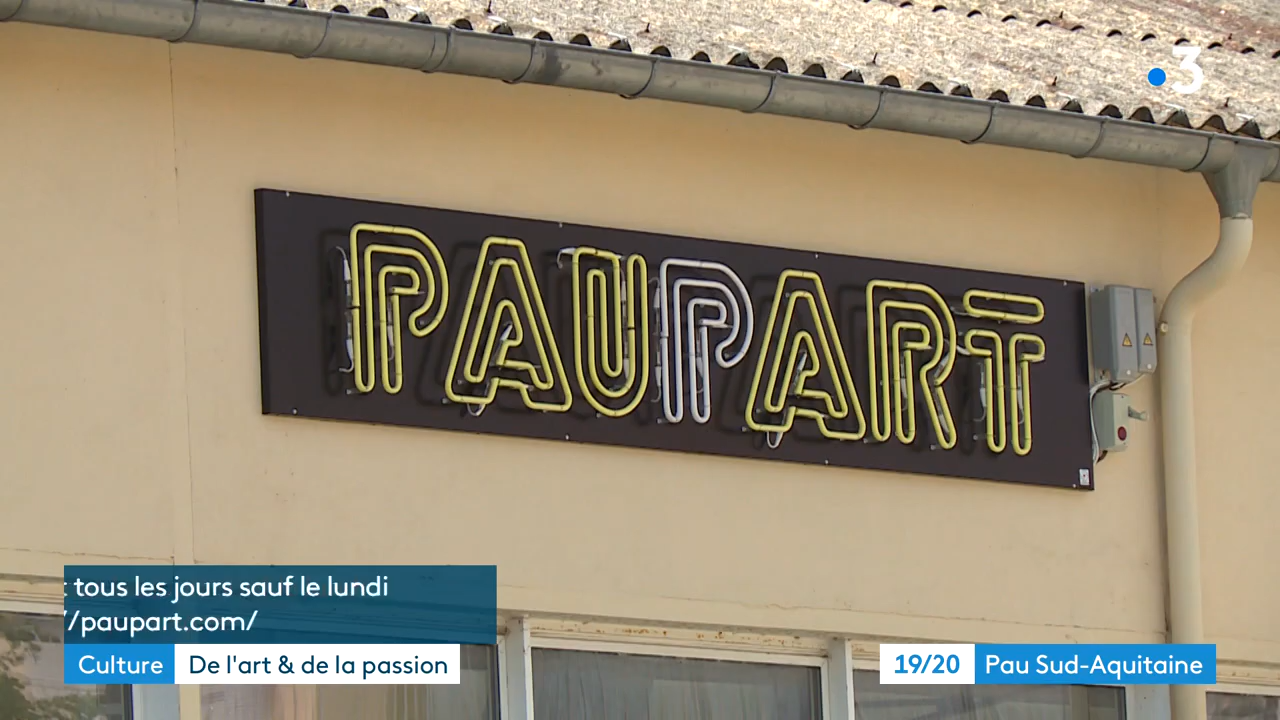 3
PAUPART
tous les jours sauf le lundi
//paupart.com/
Culture
De l'art & de la passion
19/20
Pau Sud-Aquitaine